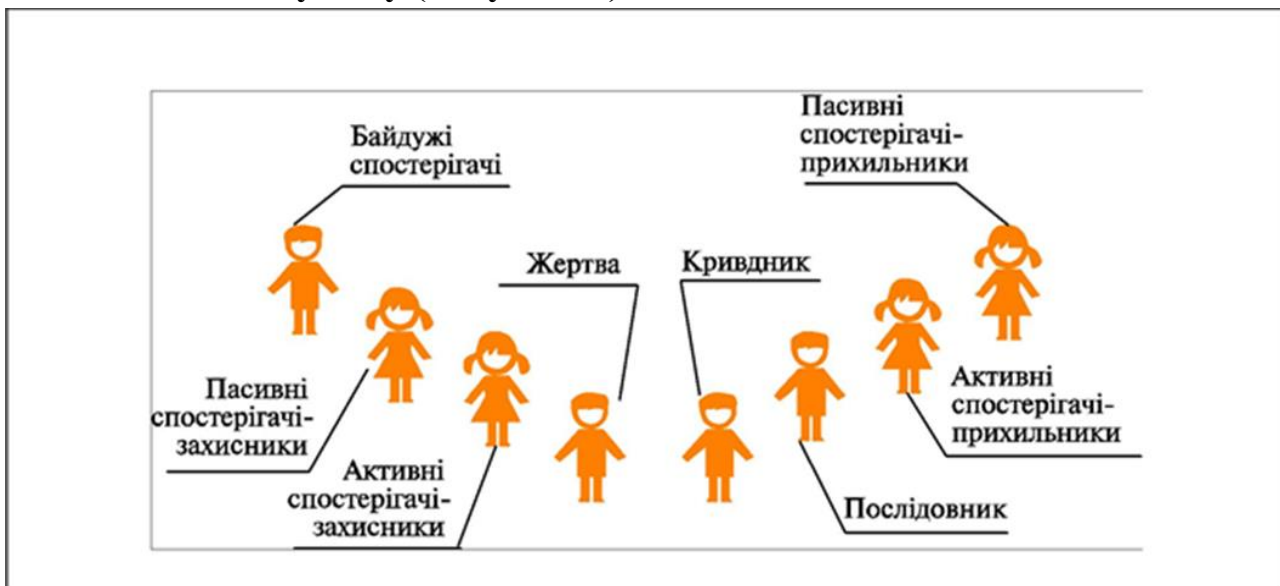 Байдужі
спостерігачі
Пасивні
спостерігачі-
прихильники
Жертва
Кривдник
Пасивні
спостерігачі-
захисники
Активні
спостерігачі-
прихильники
Активні
спостерігачі-
захисники
Послідовник